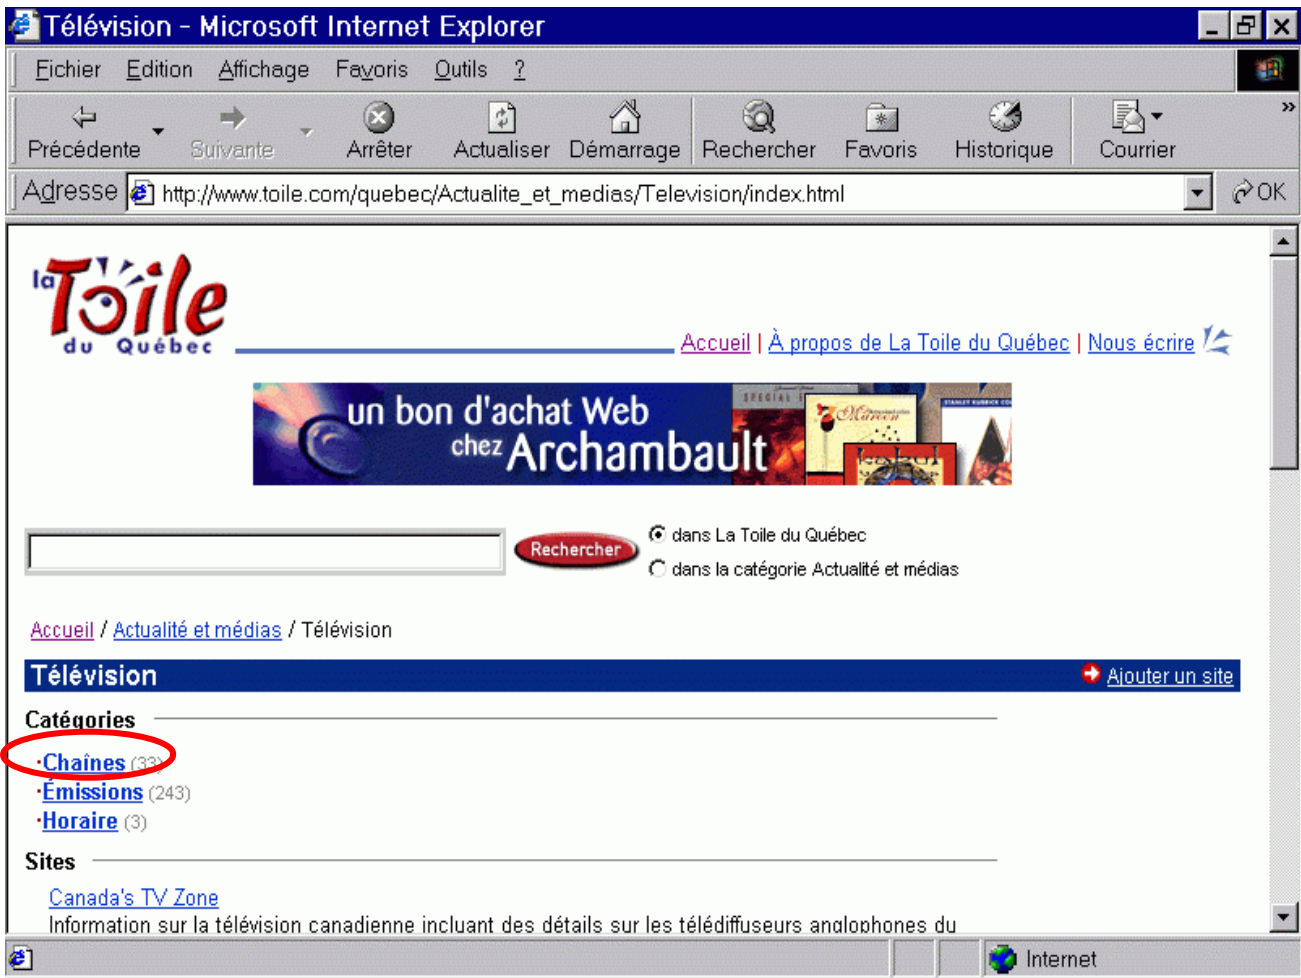 Télévision - Microsoft Internet Explorer
Fichier Edition Affichage Favoris Outils ?
Précédente Suivante Arrêter Actualiser Démarrage Rechercher Favoris Historique Courrier »
Adresse http://www.toile.com/quebec/Actualite_et_medias/Television/index.html OK
la Toile
du Québec
Accueil | À propos de La Toile du Québec | Nous écrire
un bon d'achat Web
chez Archambault
Rechercher
dans La Toile du Québec
dans la catégorie Actualité et médias
Accueil / Actualité et médias / Télévision
Télévision Ajouter un site
Catégories
·Chaînes (33)
·Émissions (243)
·Horaire (3)
Sites
Canada's TV Zone
Information sur la télévision canadienne incluant des détails sur les télédiffuseurs anglophones du
Internet